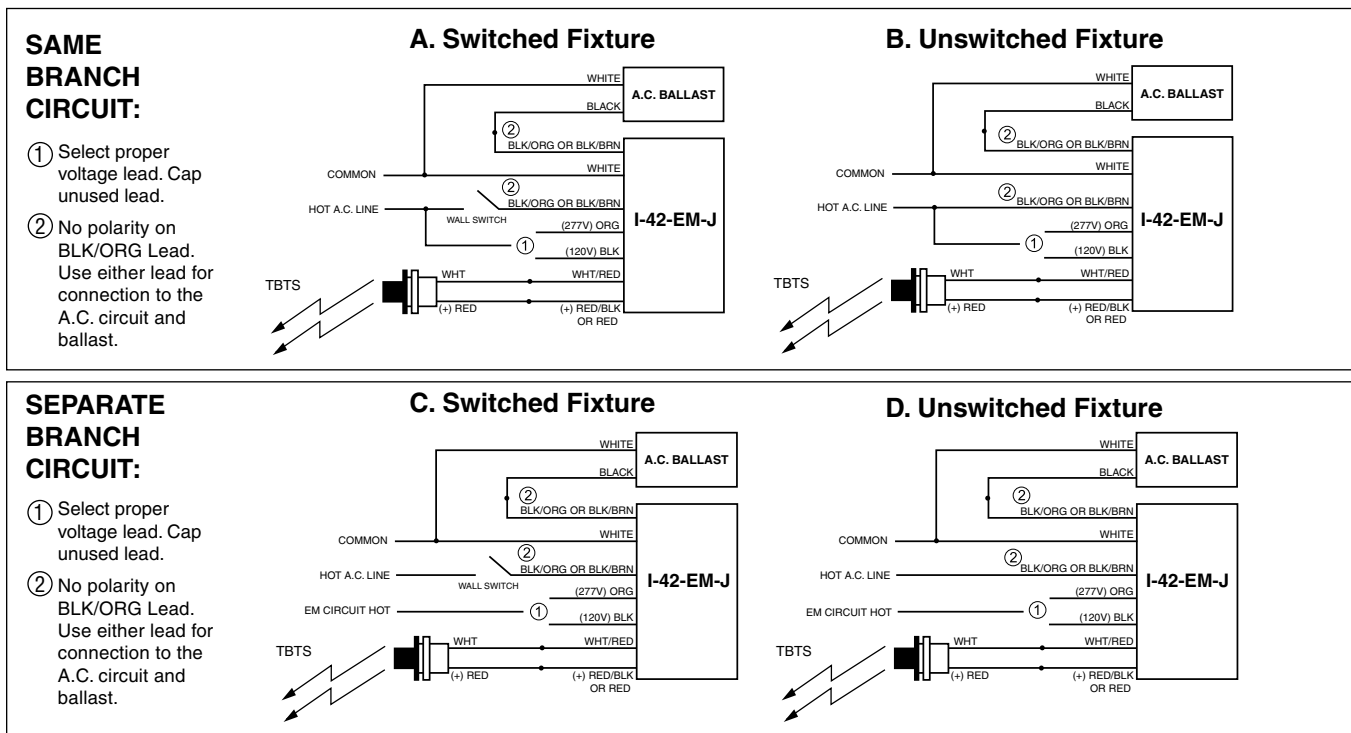 SAME
BRANCH
CIRCUIT:
① Select proper
voltage lead. Cap
unused lead.
② No polarity on
BLK/ORG Lead.
Use either lead for
connection to the
A.C. circuit and
ballast.
A. Switched Fixture
WHITE
A.C. BALLAST
BLACK
②
BLK/ORG OR BLK/BRN
WHITE
COMMON
②
BLK/ORG OR BLK/BRN
HOT A.C. LINE
WALL SWITCH
I-42-EM-J
(277V) ORG
①
(120V) BLK
TBTS
WHT
WHT/RED
(+) RED
(+) RED/BLK
OR RED
B. Unswitched Fixture
WHITE
A.C. BALLAST
BLACK
②
BLK/ORG OR BLK/BRN
WHITE
COMMON
②
BLK/ORG OR BLK/BRN
HOT A.C. LINE
I-42-EM-J
(277V) ORG
①
(120V) BLK
TBTS
WHT
WHT/RED
(+) RED
(+) RED/BLK
OR RED
SEPARATE
BRANCH
CIRCUIT:
① Select proper
voltage lead. Cap
unused lead.
② No polarity on
BLK/ORG Lead.
Use either lead for
connection to the
A.C. circuit and
ballast.
C. Switched Fixture
WHITE
A.C. BALLAST
BLACK
②
BLK/ORG OR BLK/BRN
WHITE
COMMON
②
BLK/ORG OR BLK/BRN
HOT A.C. LINE
WALL SWITCH
I-42-EM-J
(277V) ORG
EM CIRCUIT HOT
①
(120V) BLK
TBTS
WHT
WHT/RED
(+) RED
(+) RED/BLK
OR RED
D. Unswitched Fixture
WHITE
A.C. BALLAST
BLACK
②
BLK/ORG OR BLK/BRN
WHITE
COMMON
②
BLK/ORG OR BLK/BRN
HOT A.C. LINE
I-42-EM-J
(277V) ORG
EM CIRCUIT HOT
①
(120V) BLK
TBTS
WHT
WHT/RED
(+) RED
(+) RED/BLK
OR RED